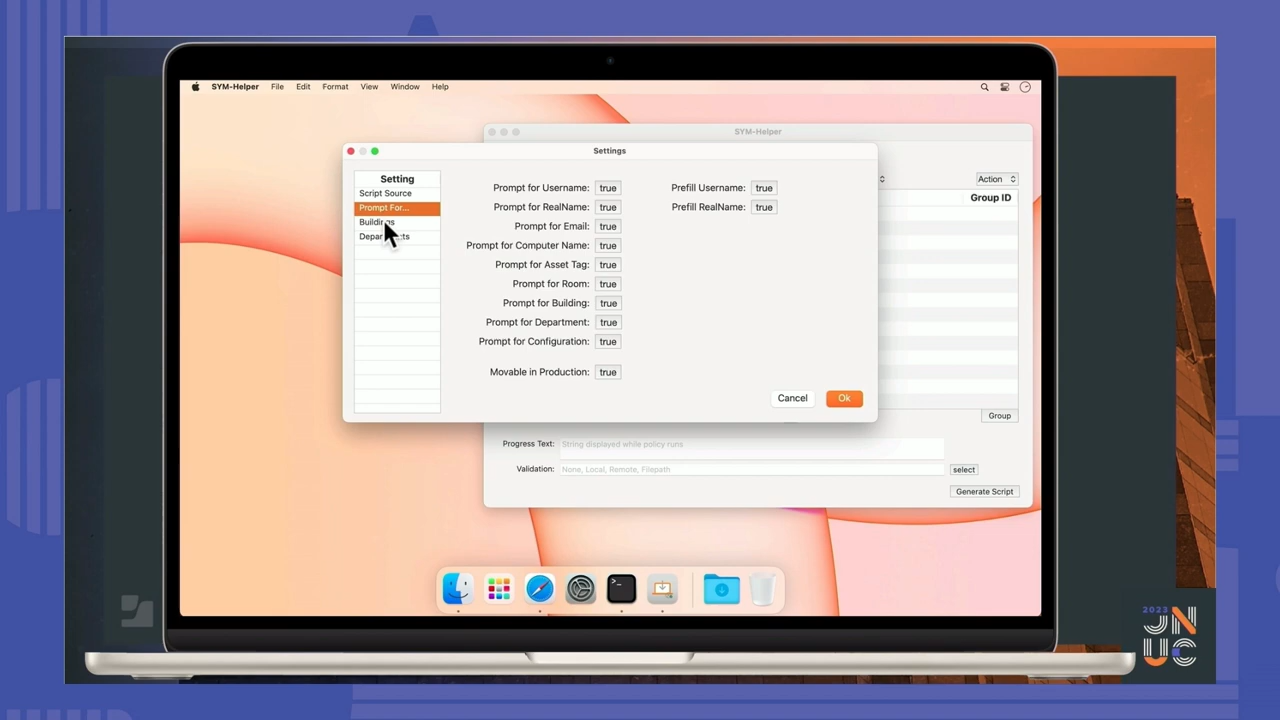 SYM-Helper File Edit Format View Window Help
SYM-Helper
Settings
Setting
Script Source
Prompt For...
Buildings
Departments
Prompt for Username: true
Prompt for RealName: true
Prompt for Email: true
Prompt for Computer Name: true
Prompt for Asset Tag: true
Prompt for Room: true
Prompt for Building: true
Prompt for Department: true
Prompt for Configuration: true
Movable in Production: true
Prefill Username: true
Prefill RealName: true
Cancel Ok
Action
Group ID
Group
Progress Text: String displayed while policy runs
Validation: None, Local, Remote, Filepath select
Generate Script
2023
JN
UC